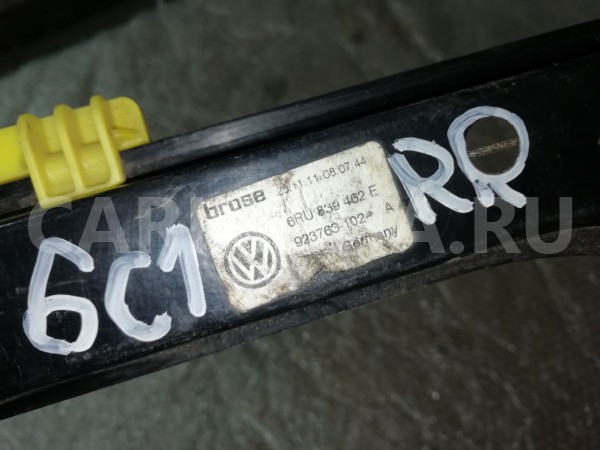 brose 23.11.11 08:07:44
6RU 839 462 E
923763-102 A
Germany
6C1
RR